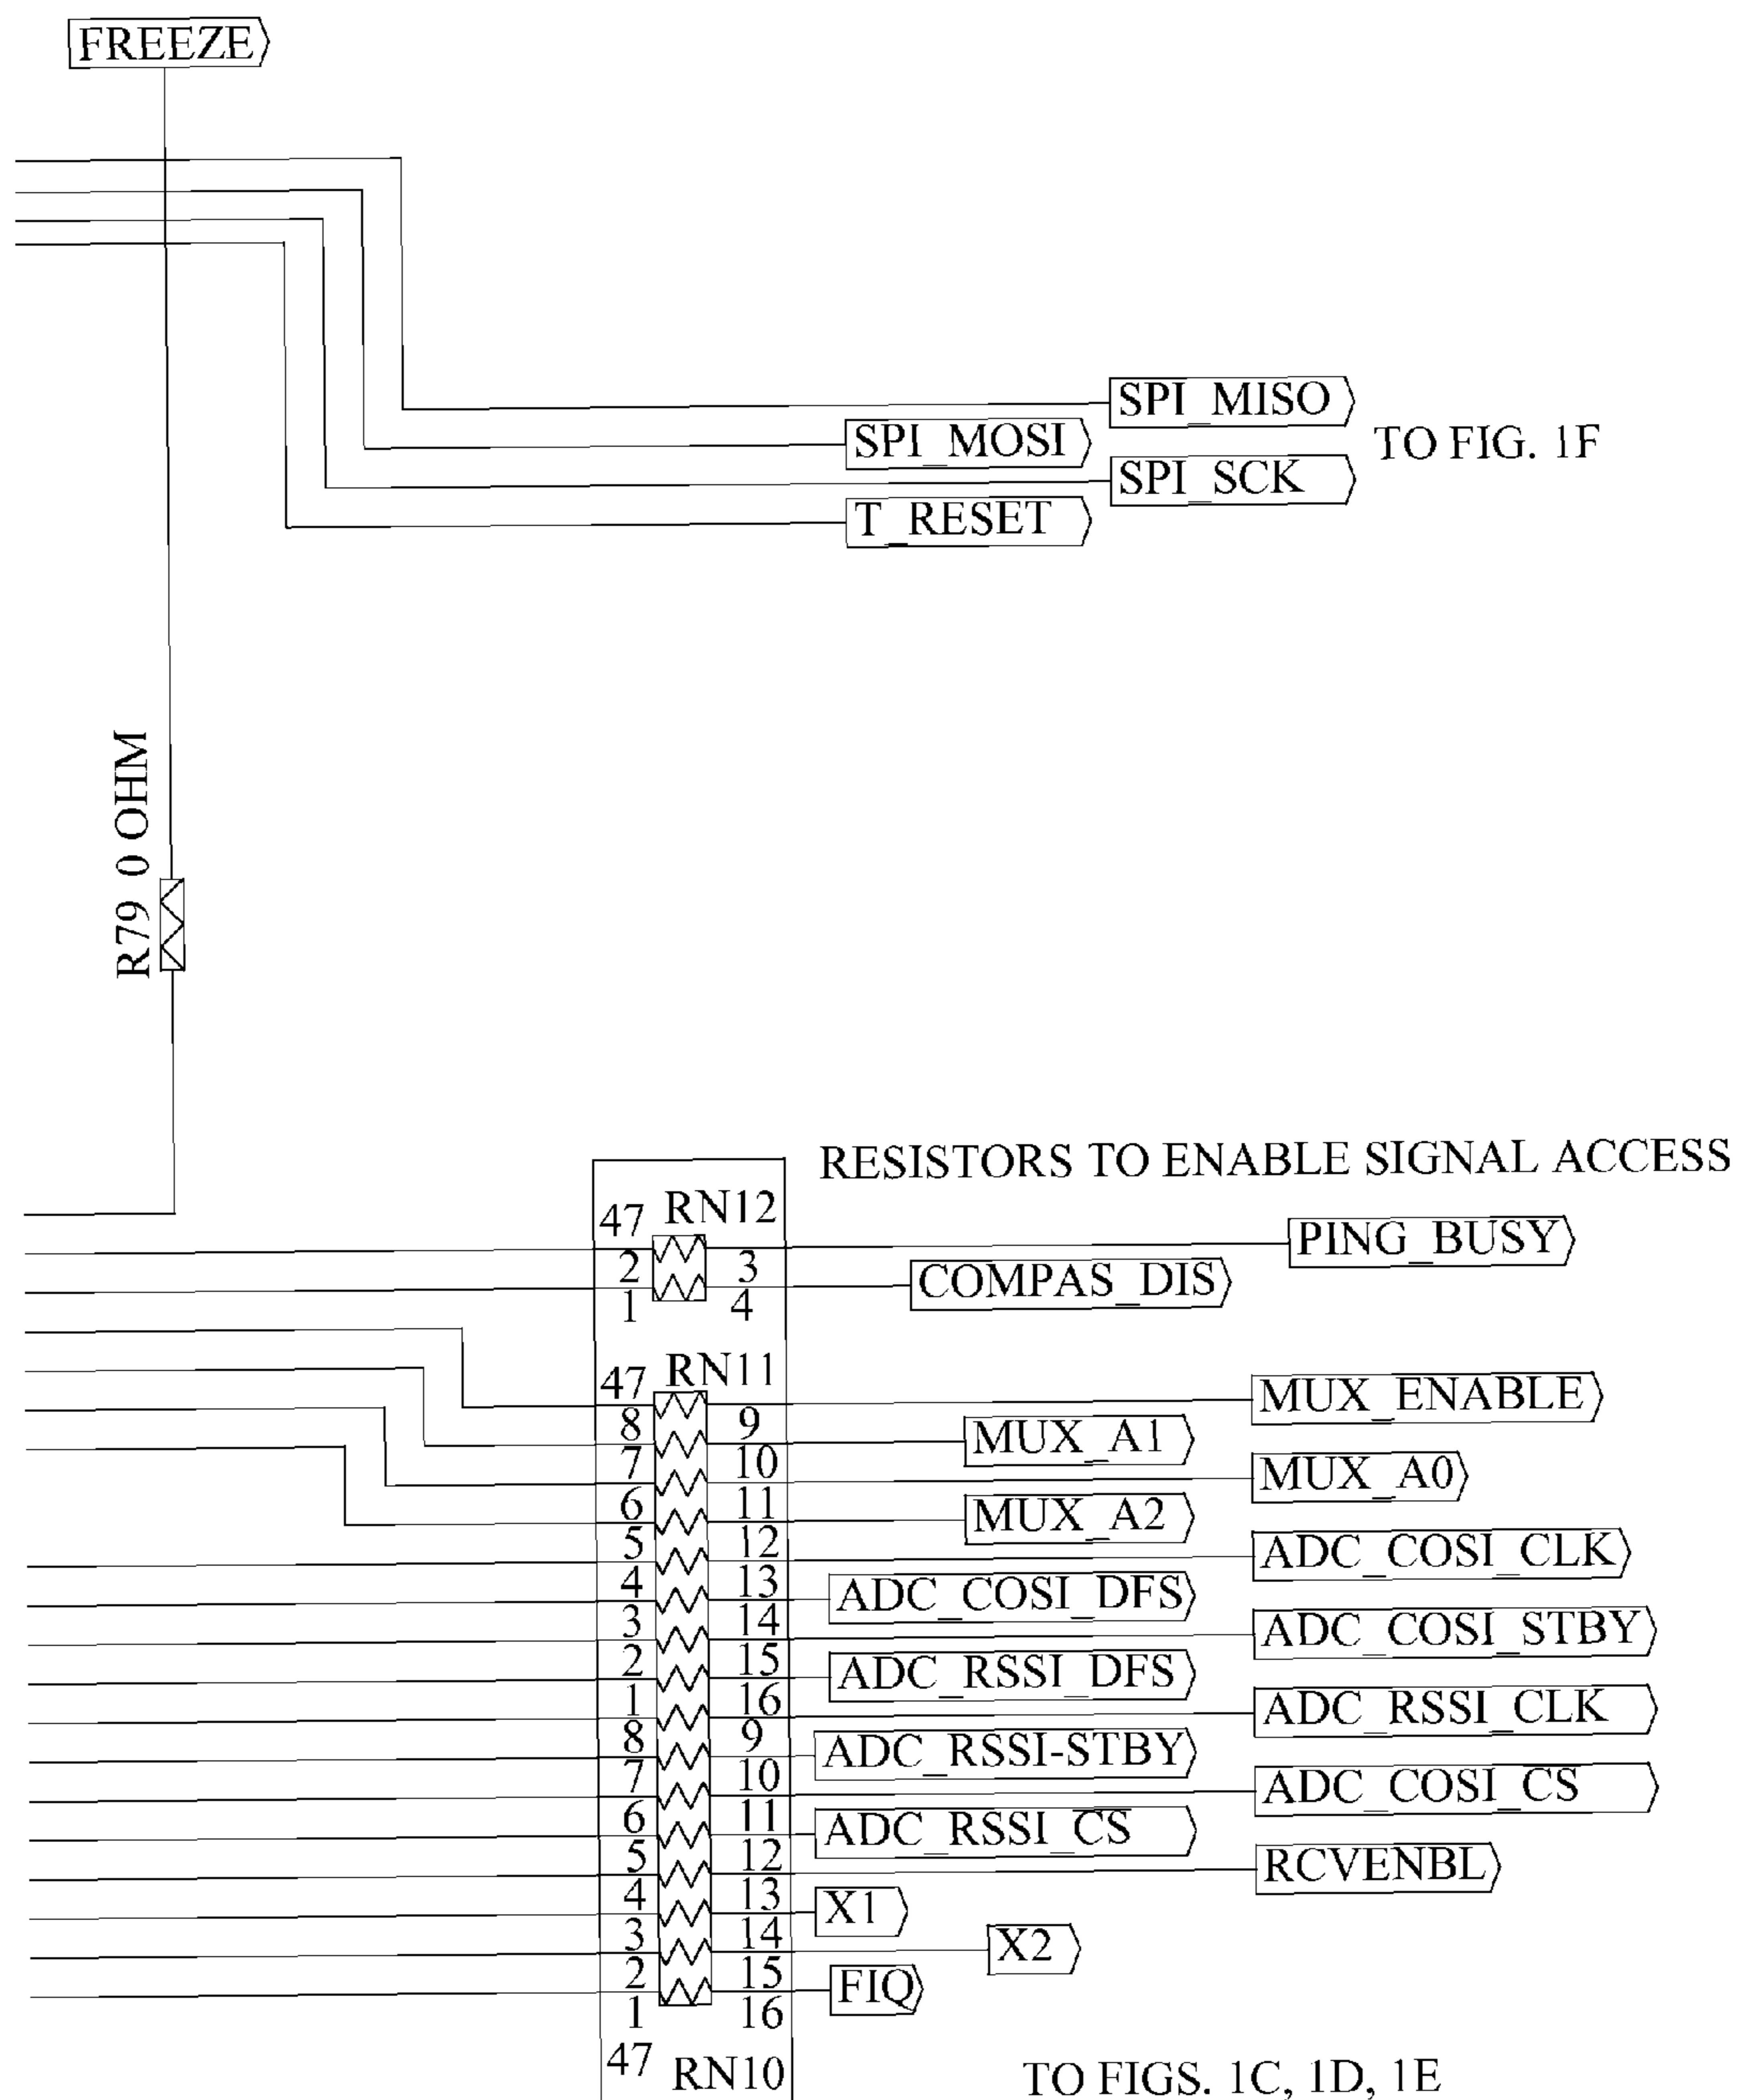 FREEZE
SPI_MISO
SPI_MOSI
TO FIG. 1F
SPI_SCK
T_RESET
R79 0 OHM
RESISTORS TO ENABLE SIGNAL ACCESS
47 RN12
PING_BUSY
2 3
COMPAS_DIS
1 4
47 RN11
MUX_ENABLE
8 9
MUX_A1
7 10
MUX_A0
6 11
MUX_A2
5 12
ADC_COSI_CLK
4 13
ADC_COSI_DFS
3 14
ADC_COSI_STBY
2 15
ADC_RSSI_DFS
1 16
ADC_RSSI_CLK
8 9
ADC_RSSI-STBY
7 10
ADC_COSI_C̅S̅
6 11
ADC_RSSI_C̅S̅
5 12
RCVENBL
4 13
X1
3 14
X2
2 15
FIQ
1 16
47 RN10
TO FIGS. 1C, 1D, 1E